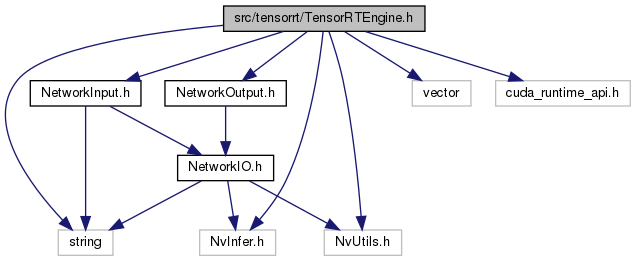 src/tensorrt/TensorRTEngine.h
NetworkInput.h
NetworkOutput.h
vector
cuda_runtime_api.h
NetworkIO.h
string
NvInfer.h
NvUtils.h